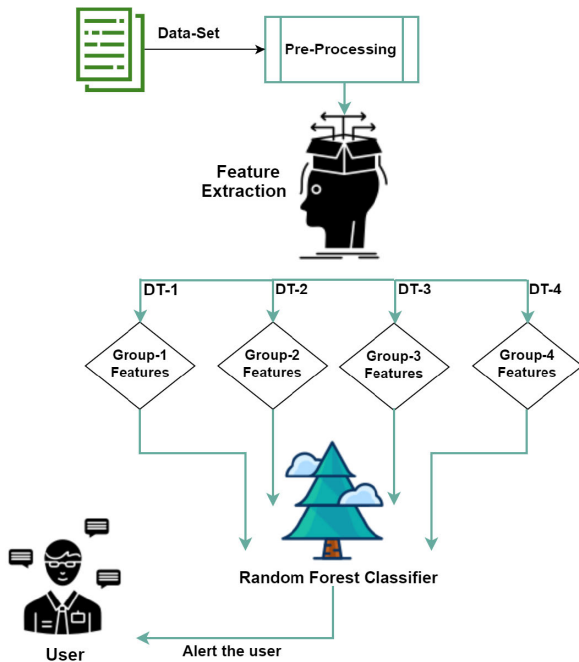 Data-Set
Pre-Processing
Feature
Extraction
DT-1
DT-2
DT-3
DT-4
Group-1
Features
Group-2
Features
Group-3
Features
Group-4
Features
Random Forest Classifier
Alert the user
User